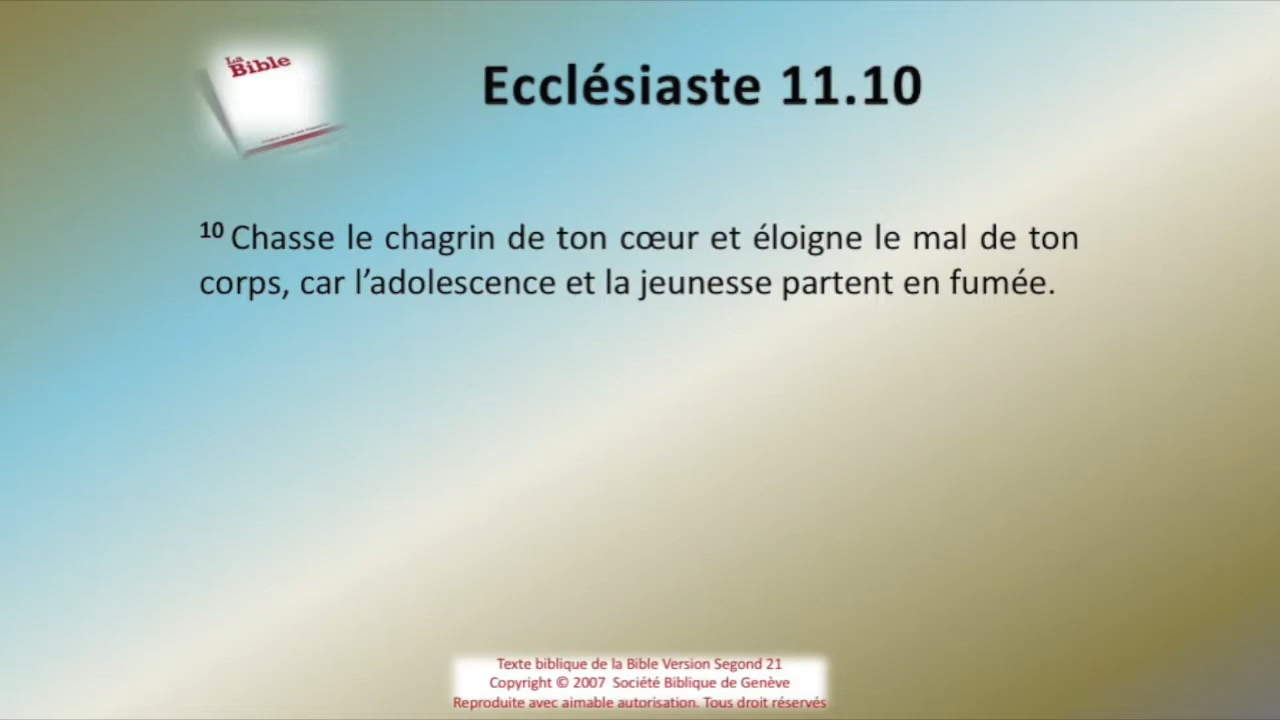 La
Bible
Ecclésiaste 11.10
10 Chasse le chagrin de ton cœur et éloigne le mal de ton
corps, car l’adolescence et la jeunesse partent en fumée.
Texte biblique de la Bible Version Segond 21
Copyright © 2007 Société Biblique de Genève
Reproduite avec aimable autorisation. Tous droit réservés